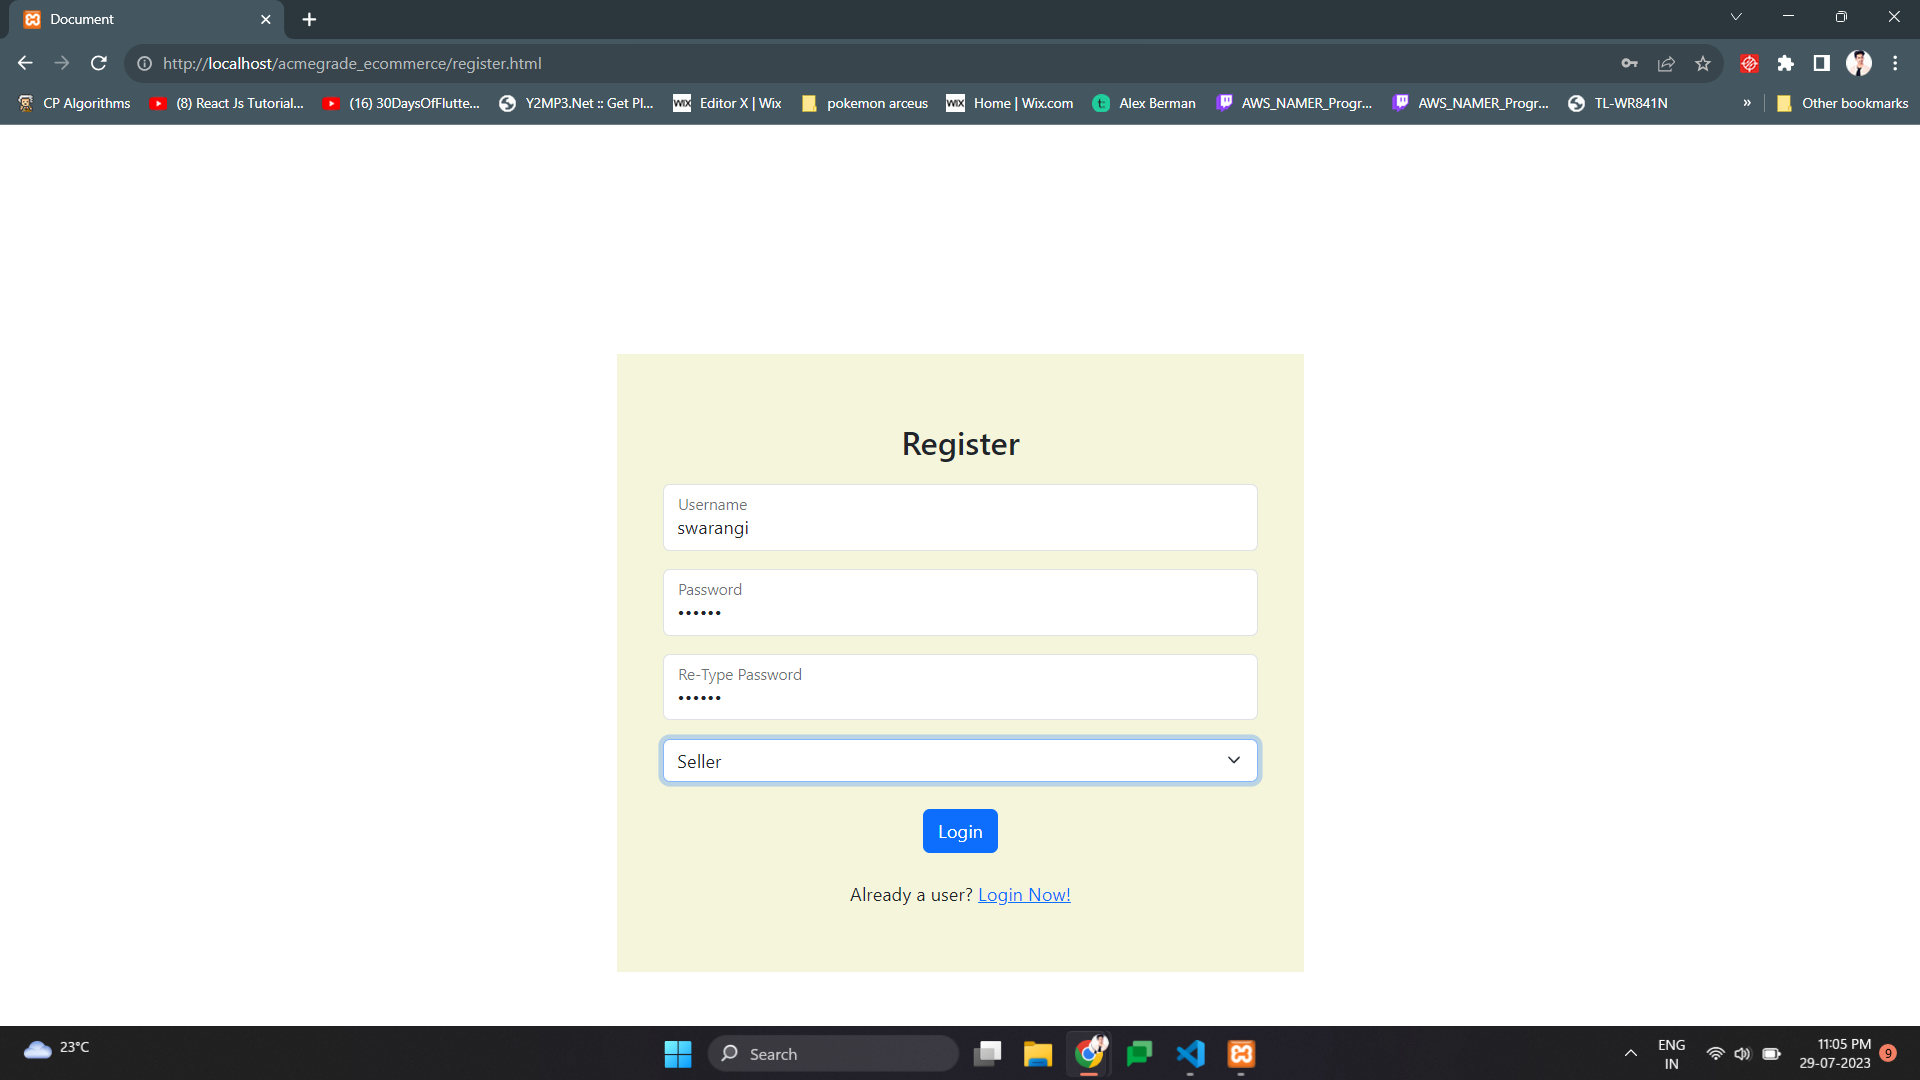 Document
http://localhost/acmegrade_ecommerce/register.html
CP Algorithms
(8) React Js Tutorial...
(16) 30DaysOfFlutte...
Y2MP3.Net :: Get Pl...
WIX Editor X | Wix
pokemon arceus
WIX Home | Wix.com
t Alex Berman
AWS_NAMER_Progr...
AWS_NAMER_Progr...
TL-WR841N
»
Other bookmarks
Register
Username
swarangi
Password
••••••
Re-Type Password
••••••
Seller
Login
Already a user? Login Now!
23°C
Search
ENG
IN
11:05 PM
29-07-2023
9